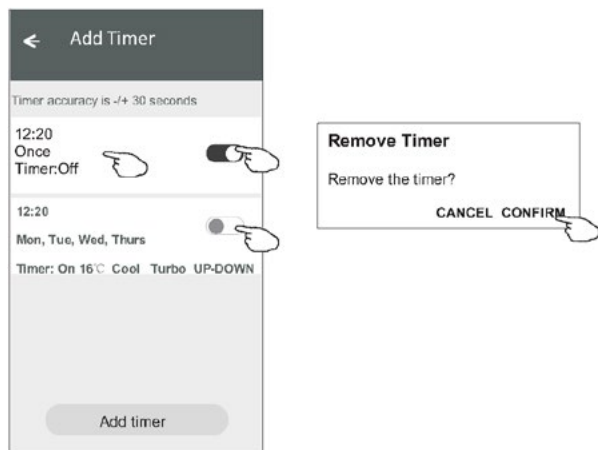 Add Timer
Timer accuracy is -/+ 30 seconds
12:20
Once
Timer:Off
12:20
Mon, Tue, Wed, Thurs
Timer: On 16℃ Cool Turbo UP-DOWN
Add timer
Remove Timer
Remove the timer?
CANCEL CONFIRM